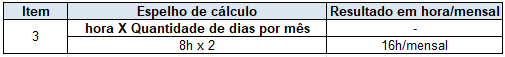 Item Espelho de cálculo Resultado em hora/mensal
3 hora X Quantidade de dias por mês -
8h x 2 16h/mensal